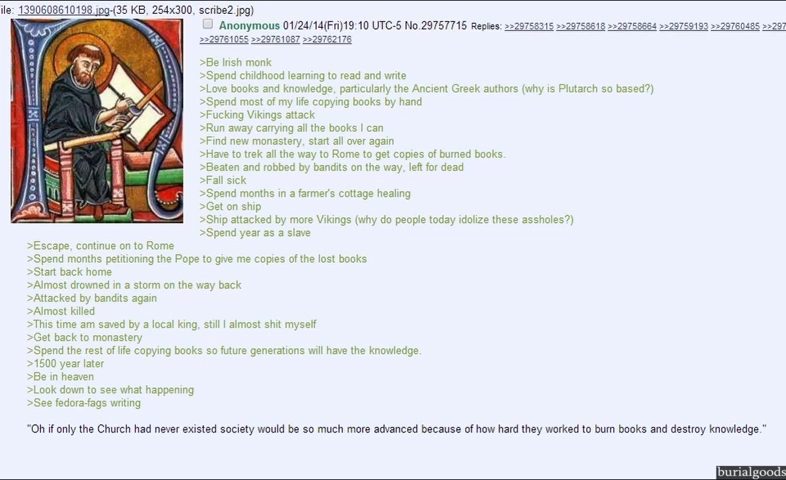 ile: 1390608610198.jpg-(35 KB, 254x300, scribe2.jpg)
Anonymous 01/24/14(Fri)19:10 UTC-5 No.29757715 Replies: >>29758315 >>29758618 >>29758664 >>29759193 >>29760485 >>297
>>29761055 >>29761087 >>29762176
>Be Irish monk
>Spend childhood learning to read and write
>Love books and knowledge, particularly the Ancient Greek authors (why is Plutarch so based?)
>Spend most of my life copying books by hand
>Fucking Vikings attack
>Run away carrying all the books I can
>Find new monastery, start all over again
>Have to trek all the way to Rome to get copies of burned books.
>Beaten and robbed by bandits on the way, left for dead
>Fall sick
>Spend months in a farmer's cottage healing
>Get on ship
>Ship attacked by more Vikings (why do people today idolize these assholes?)
>Spend year as a slave
>Escape, continue on to Rome
>Spend months petitioning the Pope to give me copies of the lost books
>Start back home
>Almost drowned in a storm on the way back
>Attacked by bandits again
>Almost killed
>This time am saved by a local king, still I almost shit myself
>Get back to monastery
>Spend the rest of life copying books so future generations will have the knowledge.
>1500 year later
>Be in heaven
>Look down to see what happening
>See fedora-fags writing
"Oh if only the Church had never existed society would be so much more advanced because of how hard they worked to burn books and destroy knowledge."
burialgoods